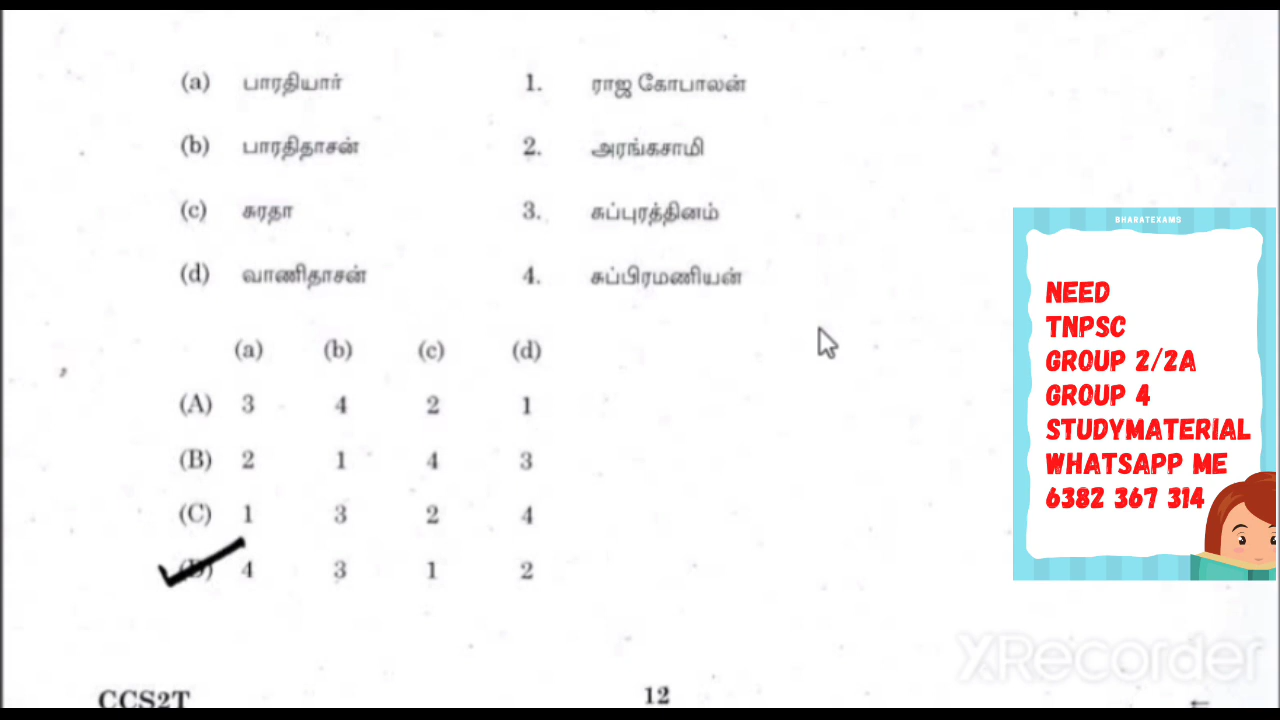 (a) பாரதியார் 1. ராஜ கோபாலன்
(b) பாரதிதாசன் 2. அரங்கசாமி
(c) சுரதா 3. சுப்புரத்தினம்
(d) வாணிதாசன் 4. சுப்பிரமணியன்
(a) (b) (c) (d)
(A) 3 4 2 1
(B) 2 1 4 3
(C) 1 3 2 4
(D) 4 3 1 2
CCS2T 12
BHARATEXAMS
NEED
TNPSC
GROUP 2/2A
GROUP 4
STUDYMATERIAL
WHATSAPP ME
6382 367 314
XRecorder